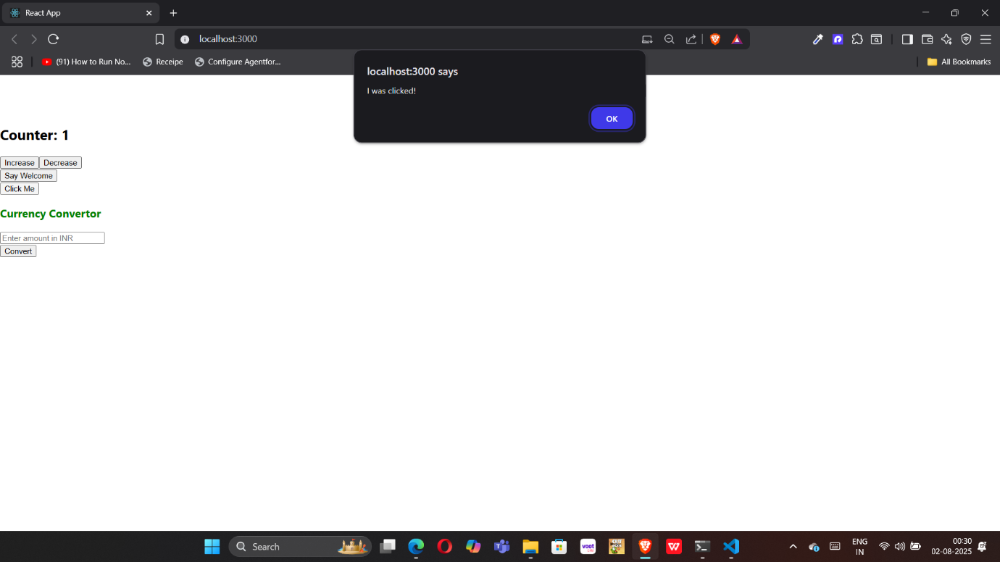 React App
localhost:3000
(91) How to Run No...
Receipe
Configure Agentfor...
All Bookmarks
localhost:3000 says
I was clicked!
OK
Counter: 1
Increase Decrease
Say Welcome
Click Me
Currency Convertor
Enter amount in INR
Convert
Search
voot
ENG
IN
00:30
02-08-2025